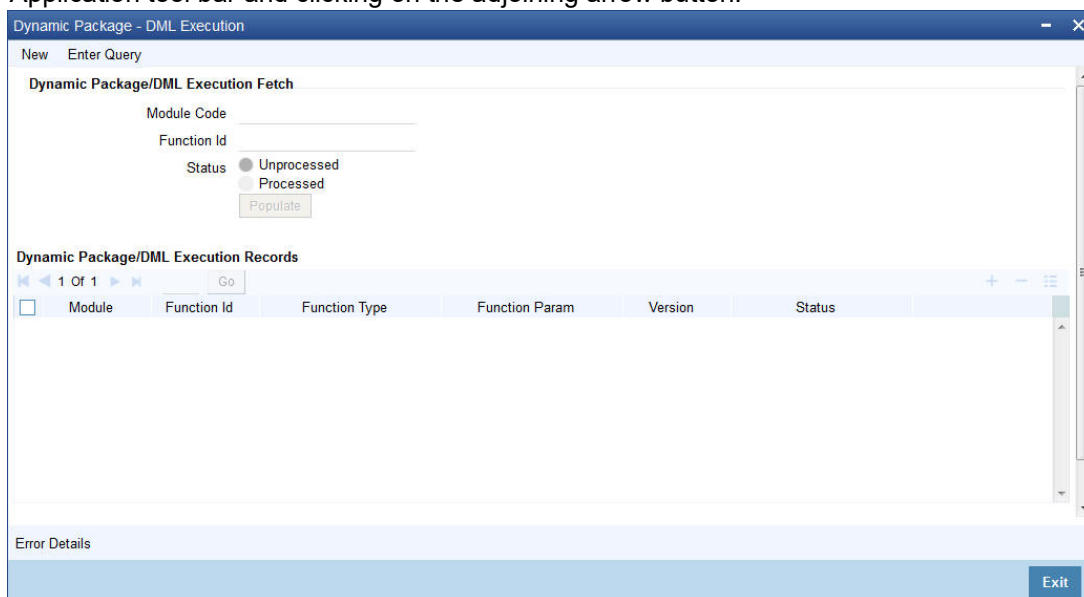 Application tool bar and clicking on the adjoining arrow button.
Dynamic Package - DML Execution
New Enter Query
Dynamic Package/DML Execution Fetch
Module Code
Function Id
Status Unprocessed
Processed
Populate
Dynamic Package/DML Execution Records
1 Of 1 Go
Module Function Id Function Type Function Param Version Status
Error Details
Exit